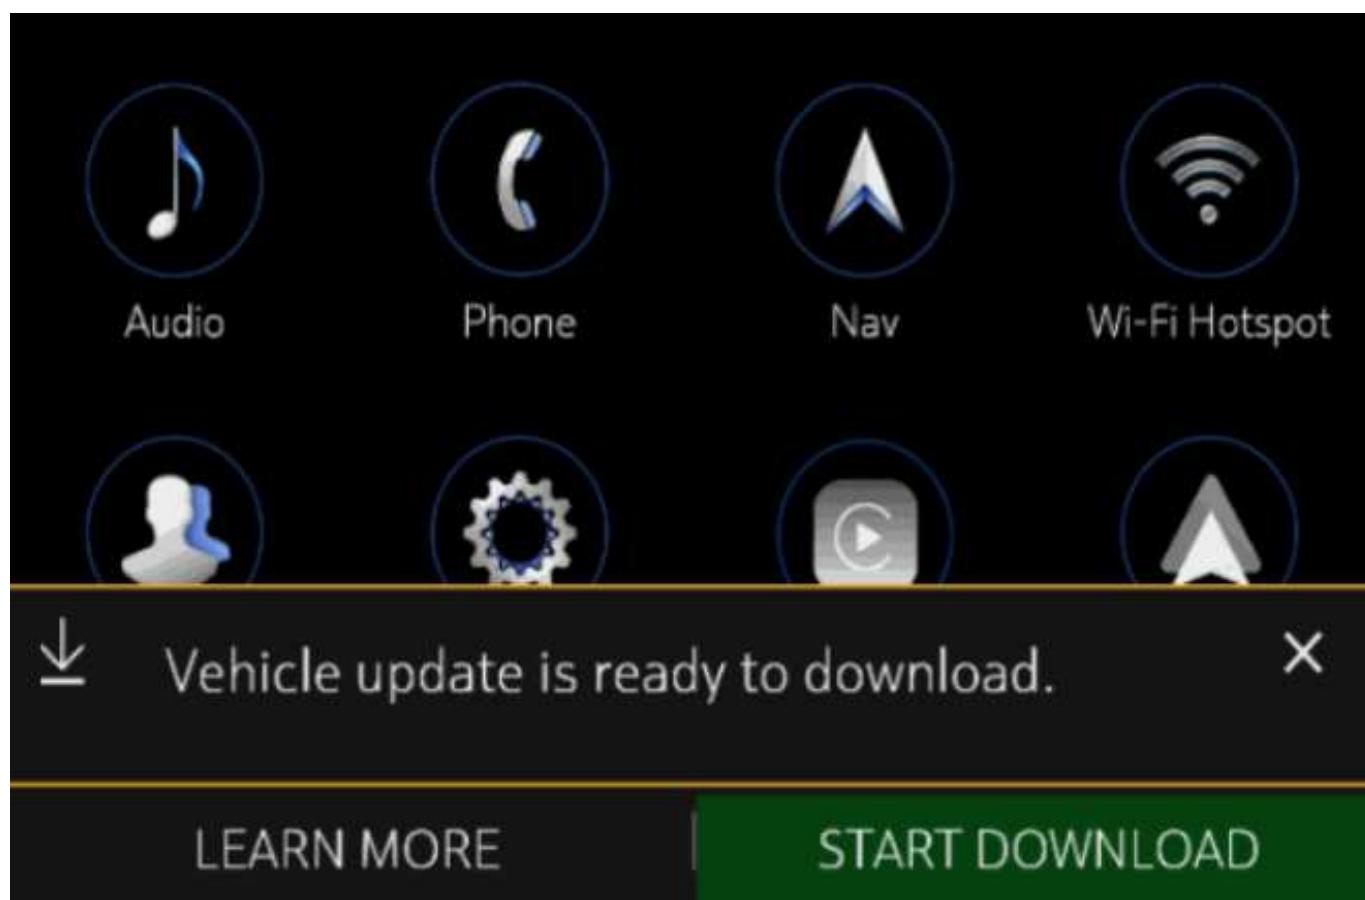 Audio
Phone
Nav
Wi-Fi Hotspot
Vehicle update is ready to download.
LEARN MORE
START DOWNLOAD